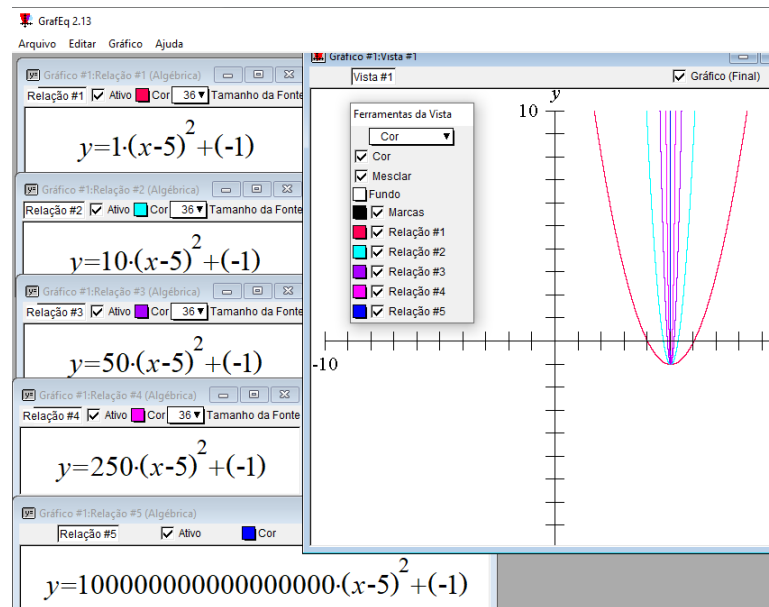 GrafEq 2.13
Arquivo Editar Gráfico Ajuda
Gráfico #1:Relação #1 (Algébrica)
Relação #1 Ativo Cor 36 Tamanho da Fonte
y=1·(x-5)²+(-1)
Gráfico #1:Relação #2 (Algébrica)
Relação #2 Ativo Cor 36 Tamanho da Fonte
y=10·(x-5)²+(-1)
Gráfico #1:Relação #3 (Algébrica)
Relação #3 Ativo Cor 36 Tamanho da Fonte
y=50·(x-5)²+(-1)
Gráfico #1:Relação #4 (Algébrica)
Relação #4 Ativo Cor 36 Tamanho da Fonte
y=250·(x-5)²+(-1)
Gráfico #1:Relação #5 (Algébrica)
Relação #5 Ativo Cor
y=1000000000000000000·(x-5)²+(-1)
Gráfico #1:Vista #1
Vista #1 Gráfico (Final)
Ferramentas da Vista
Cor
Cor
Mesclar
Fundo
Marcas
Relação #1
Relação #2
Relação #3
Relação #4
Relação #5
y
10
-10